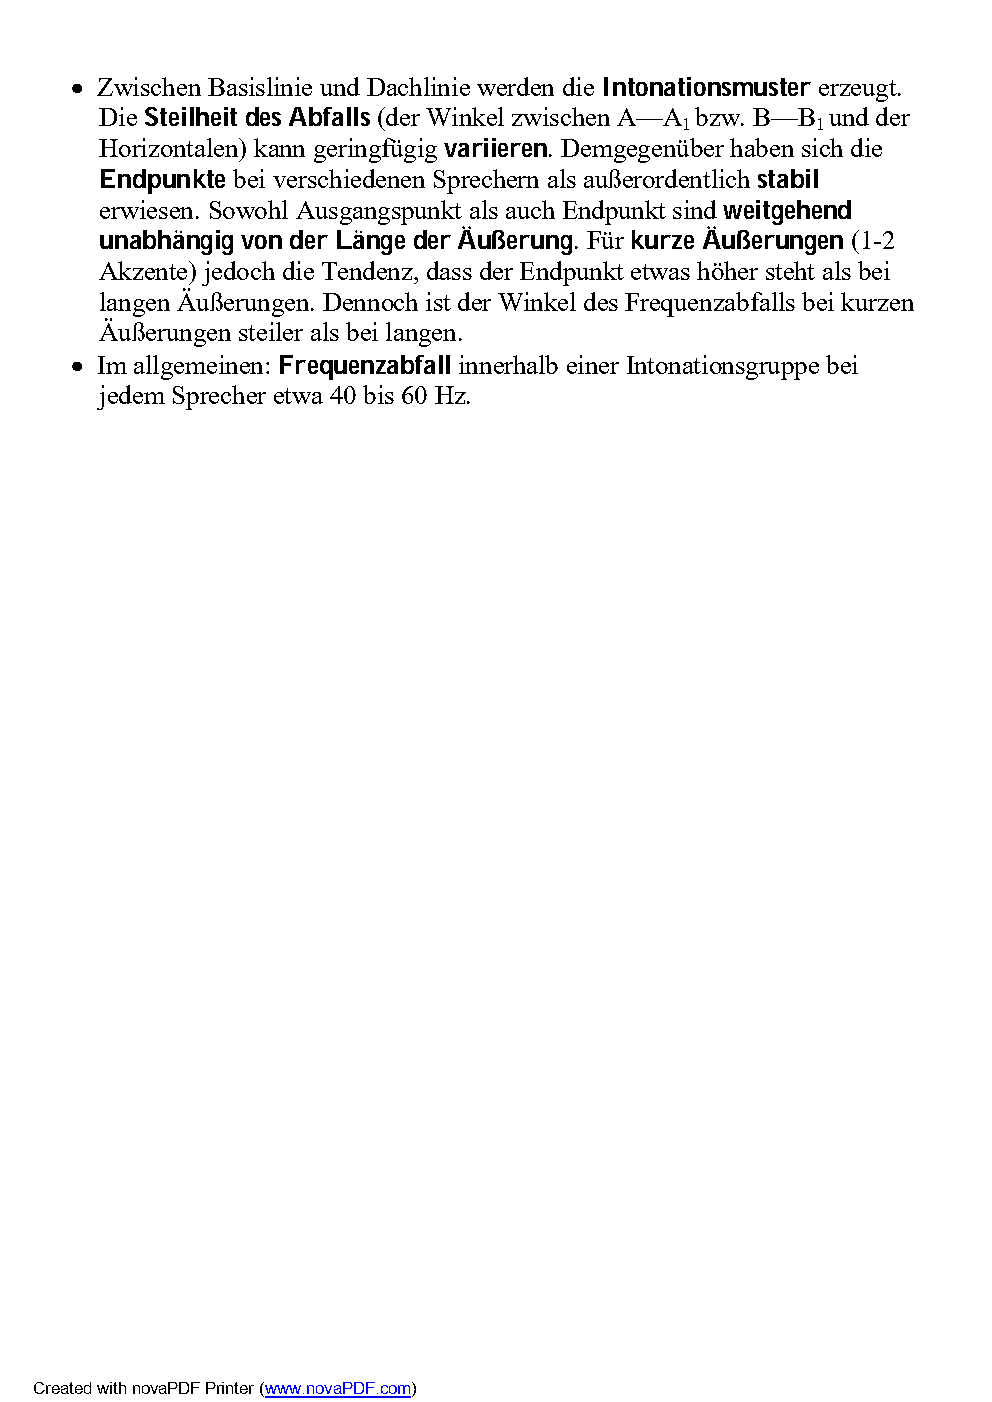 • Zwischen Basislinie und Dachlinie werden die Intonationsmuster erzeugt.
Die Steilheit des Abfalls (der Winkel zwischen A—A₁ bzw. B—B₁ und der
Horizontalen) kann geringfügig variieren. Demgegenüber haben sich die
Endpunkte bei verschiedenen Sprechern als außerordentlich stabil
erwiesen. Sowohl Ausgangspunkt als auch Endpunkt sind weitgehend
unabhängig von der Länge der Äußerung. Für kurze Äußerungen (1-2
Akzente) jedoch die Tendenz, dass der Endpunkt etwas höher steht als bei
langen Äußerungen. Dennoch ist der Winkel des Frequenzabfalls bei kurzen
Äußerungen steiler als bei langen.
• Im allgemeinen: Frequenzabfall innerhalb einer Intonationsgruppe bei
jedem Sprecher etwa 40 bis 60 Hz.
Created with novaPDF Printer (www.novaPDF.com)